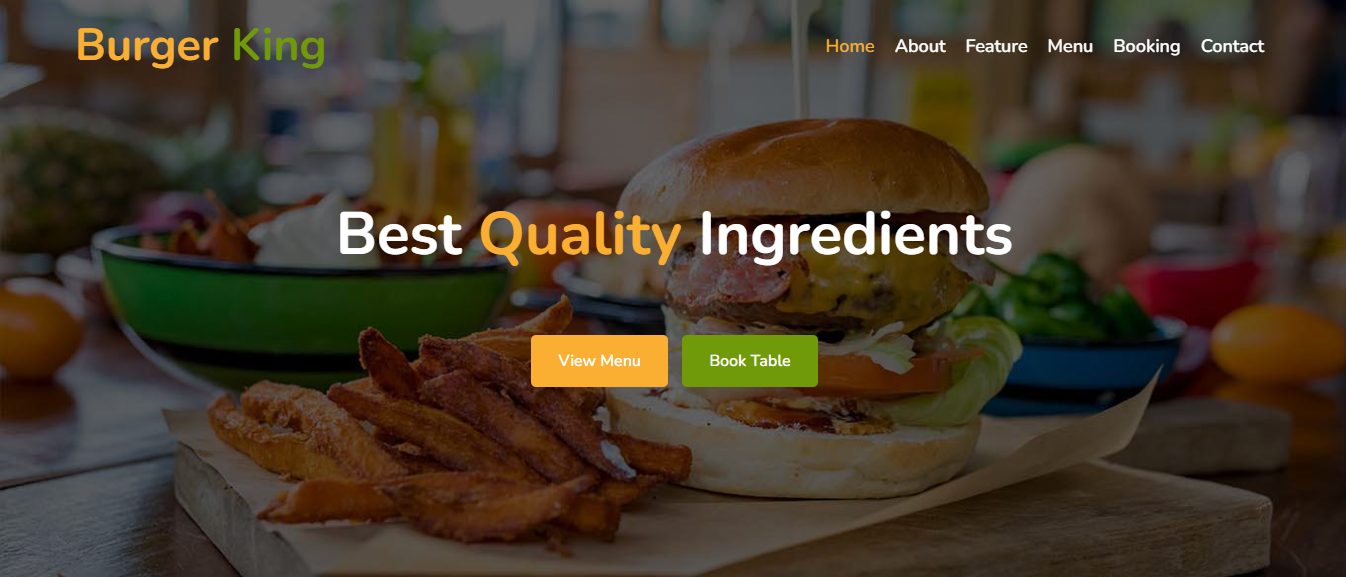 Burger King
Home About Feature Menu Booking Contact
Best Quality Ingredients
View Menu Book Table